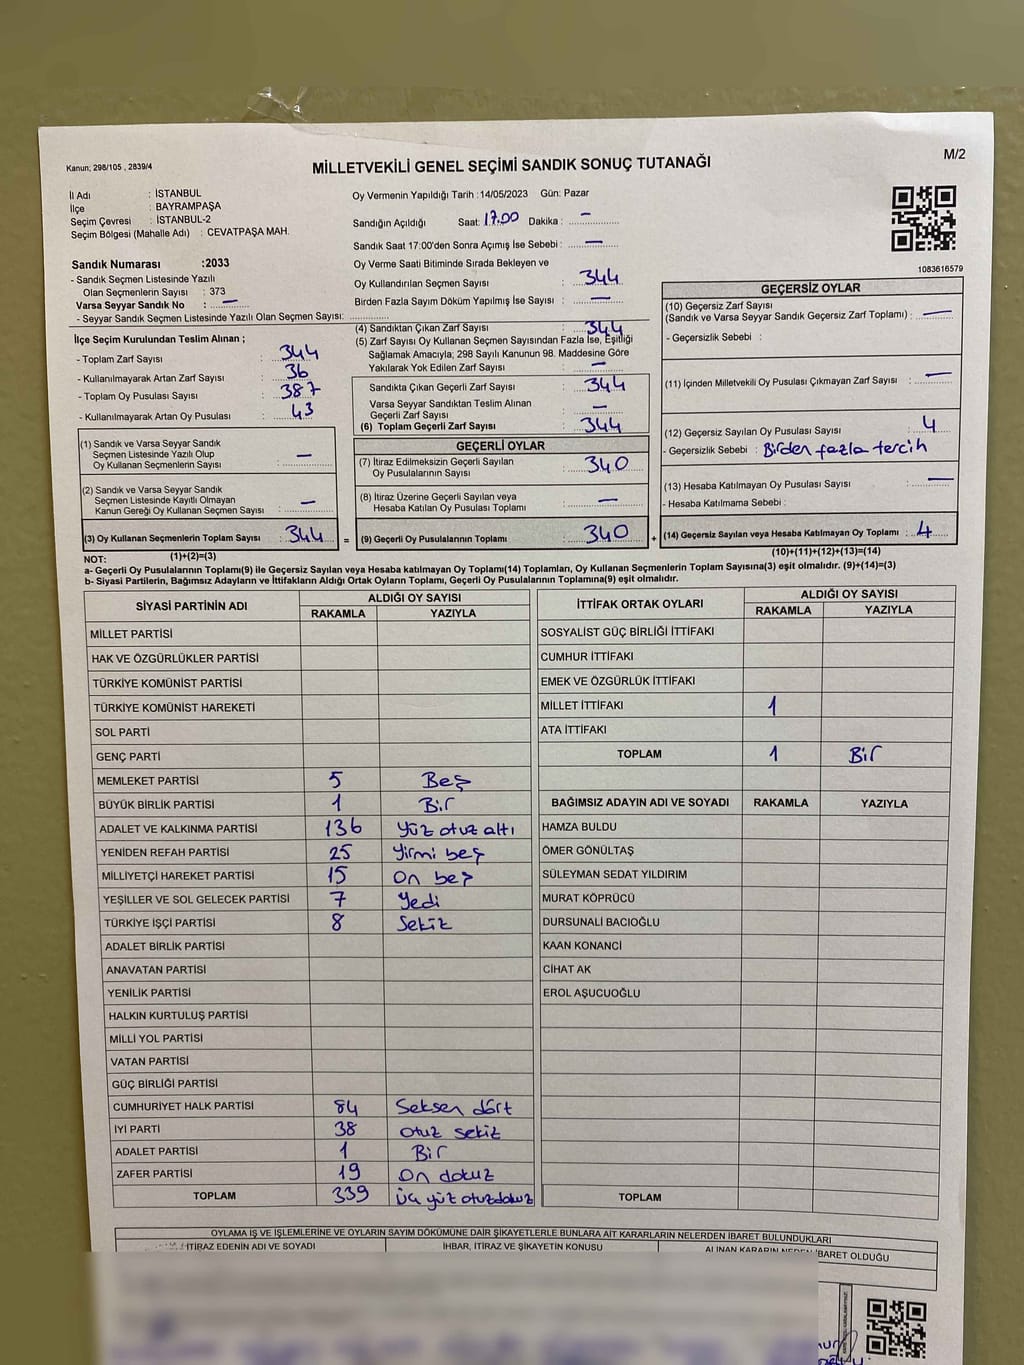 Kanun; 298/105 , 2839/4
MİLLETVEKİLİ GENEL SEÇİMİ SANDIK SONUÇ TUTANAĞI
M/2
İl Adı : İSTANBUL
İlçe : BAYRAMPAŞA
Seçim Çevresi : İSTANBUL-2
Seçim Bölgesi (Mahalle Adı) : CEVATPAŞA MAH.
Sandık Numarası :2033
- Sandık Seçmen Listesinde Yazılı
Olan Seçmenlerin Sayısı : 373
Varsa Seyyar Sandık No : —
- Seyyar Sandık Seçmen Listesinde Yazılı Olan Seçmen Sayısı:
Oy Vermenin Yapıldığı Tarih :14/05/2023 Gün: Pazar
Sandığın Açıldığı Saat: 17.00 Dakika : —
Sandık Saat 17:00'den Sonra Açımış İse Sebebi : —
Oy Verme Saati Bitiminde Sırada Bekleyen ve
Oy Kullandırılan Seçmen Sayısı : 344
Birden Fazla Sayım Döküm Yapılmış İse Sayısı : —
1083616579
İlçe Seçim Kurulundan Teslim Alınan ;
- Toplam Zarf Sayısı : 344
- Kullanılmayarak Artan Zarf Sayısı : 36
- Toplam Oy Pusulası Sayısı : 387
- Kullanılmayarak Artan Oy Pusulası : 43
(1) Sandık ve Varsa Seyyar Sandık
Seçmen Listesinde Yazılı Olup
Oy Kullanan Seçmenlerin Sayısı : —
(2) Sandık ve Varsa Seyyar Sandık
Seçmen Listesinde Kayıtlı Olmayan
Kanun Gereği Oy Kullanan Seçmen Sayısı : —
(3) Oy Kullanan Seçmenlerin Toplam Sayısı : 344 =
(4) Sandıktan Çıkan Zarf Sayısı : 344
(5) Zarf Sayısı Oy Kullanan Seçmen Sayısından Fazla İse, Eşitliği
Sağlamak Amacıyla, 298 Sayılı Kanunun 98. Maddesine Göre
Yakılarak Yok Edilen Zarf Sayısı : —
Sandıkta Çıkan Geçerli Zarf Sayısı : 344
Varsa Seyyar Sandıktan Teslim Alınan
Geçerli Zarf Sayısı : —
(6) Toplam Geçerli Zarf Sayısı : 344
GEÇERLİ OYLAR
(7) İtiraz Edilmeksizin Geçerli Sayılan
Oy Pusulalarının Sayısı : 340
(8) İtiraz Üzerine Geçerli Sayılan veya
Hesaba Katılan Oy Pusulası Toplamı : —
(9) Geçerli Oy Pusulalarının Toplamı : 340 +
GEÇERSİZ OYLAR
(10) Geçersiz Zarf Sayısı
(Sandık ve Varsa Seyyar Sandık Geçersiz Zarf Toplamı) : —
- Geçersizlik Sebebi :
(11) İçinden Milletvekili Oy Pusulası Çıkmayan Zarf Sayısı : —
(12) Geçersiz Sayılan Oy Pusulası Sayısı : 4
- Geçersizlik Sebebi : Birden fazla tercih
(13) Hesaba Katılmayan Oy Pusulası Sayısı : —
- Hesaba Katılmama Sebebi :
(14) Geçersiz Sayılan veya Hesaba Katılmayan Oy Toplamı : 4
NOT: (1)+(2)=(3)
(10)+(11)+(12)+(13)=(14)
a- Geçerli Oy Pusulalarının Toplamı(9) ile Geçersiz Sayılan veya Hesaba katılmayan Oy Toplamı(14) Toplamları, Oy Kullanan Seçmenlerin Toplam Sayısına(3) eşit olmalıdır. (9)+(14)=(3)
b- Siyasi Partilerin, Bağımsız Adayların ve İttifakların Aldığı Ortak Oyların Toplamı, Geçerli Oy Pusulalarının Toplamına(9) eşit olmalıdır.
SİYASİ PARTİNİN ADI ALDIĞI OY SAYISI
RAKAMLA YAZIYLA
MİLLET PARTİSİ
HAK VE ÖZGÜRLÜKLER PARTİSİ
TÜRKİYE KOMÜNİST PARTİSİ
TÜRKİYE KOMÜNİST HAREKETİ
SOL PARTİ
GENÇ PARTİ
MEMLEKET PARTİSİ 5 Beş
BÜYÜK BİRLİK PARTİSİ 1 Bir
ADALET VE KALKINMA PARTİSİ 136 yüz otuz altı
YENİDEN REFAH PARTİSİ 25 yirmi beş
MİLLİYETÇİ HAREKET PARTİSİ 15 On beş
YEŞİLLER VE SOL GELECEK PARTİSİ 7 Yedi
TÜRKİYE İŞÇİ PARTİSİ 8 Sekiz
ADALET BİRLİK PARTİSİ
ANAVATAN PARTİSİ
YENİLİK PARTİSİ
HALKIN KURTULUŞ PARTİSİ
MİLLİ YOL PARTİSİ
VATAN PARTİSİ
GÜÇ BİRLİĞİ PARTİSİ
CUMHURİYET HALK PARTİSİ 84 Seksen dört
İYİ PARTİ 38 otuz sekiz
ADALET PARTİSİ 1 Bir
ZAFER PARTİSİ 19 On dokuz
TOPLAM 339 Üç yüz otuzdokuz
İTTİFAK ORTAK OYLARI ALDIĞI OY SAYISI
RAKAMLA YAZIYLA
SOSYALİST GÜÇ BİRLİĞİ İTTİFAKI
CUMHUR İTTİFAKI
EMEK VE ÖZGÜRLÜK İTTİFAKI
MİLLET İTTİFAKI 1
ATA İTTİFAKI
TOPLAM 1 Bir
BAĞIMSIZ ADAYIN ADI VE SOYADI RAKAMLA YAZIYLA
HAMZA BULDU
ÖMER GÖNÜLTAŞ
SÜLEYMAN SEDAT YILDIRIM
MURAT KÖPRÜCÜ
DURSUNALİ BACIOĞLU
KAAN KONANCİ
CİHAT AK
EROL AŞUCUOĞLU
TOPLAM
OYLAMA İŞ VE İŞLEMLERİNE VE OYLARIN SAYIM DÖKÜMÜNE DAİR ŞİKAYETLERLE BUNLARA AİT KARARLARIN NELERDEN İBARET BULUNDUKLARI
İTİRAZ EDENİN ADI VE SOYADI İHBAR, İTİRAZ VE ŞİKAYETİN KONUSU ALINAN KARARIN NEDEN İBARET OLDUĞU